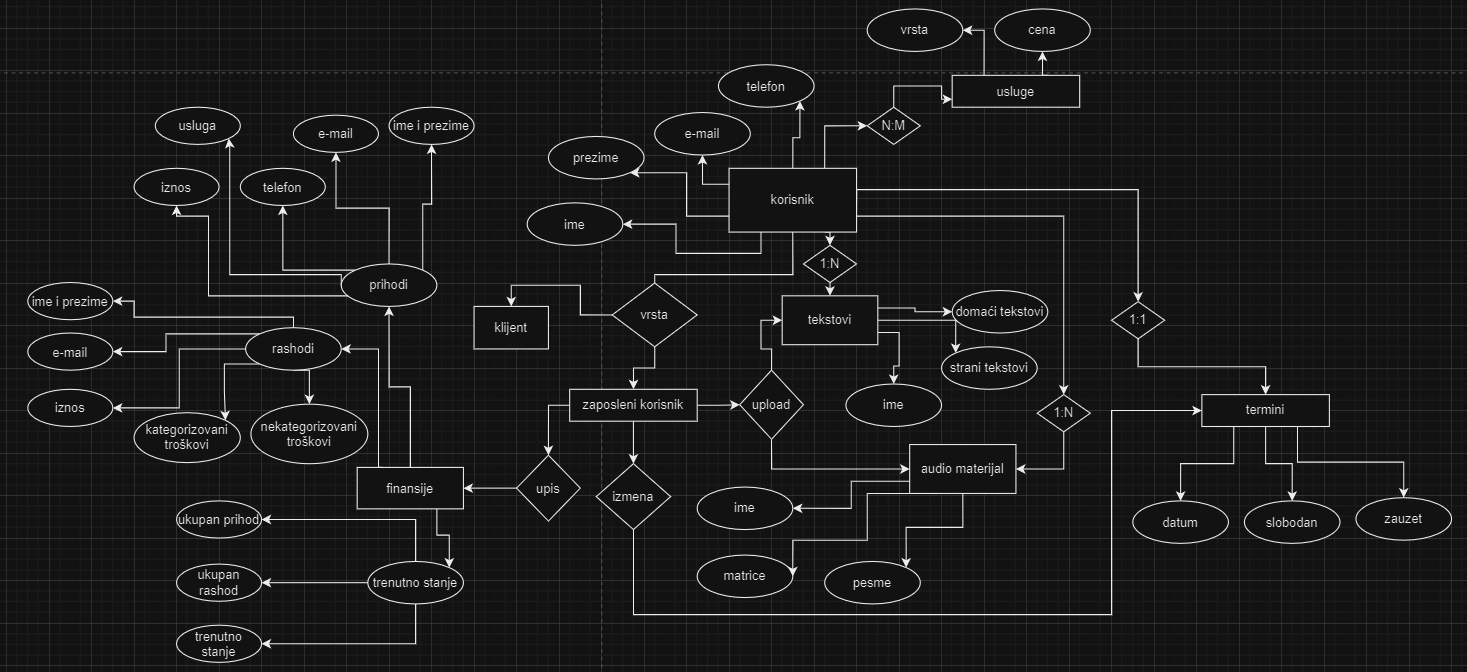 vrsta
cena
usluge
telefon
N:M
e-mail
prezime
korisnik
ime
1:N
usluga
e-mail
ime i prezime
iznos
telefon
prihodi
ime i prezime
rashodi
e-mail
iznos
kategorizovani
troškovi
nekategorizovani
troškovi
klijent
vrsta
tekstovi
domaći tekstovi
strani tekstovi
ime
1:1
zaposleni korisnik
upload
1:N
termini
finansije
upis
izmena
audio materijal
ime
matrice
pesme
datum
slobodan
zauzet
ukupan prihod
ukupan
rashod
trenutno stanje
trenutno
stanje